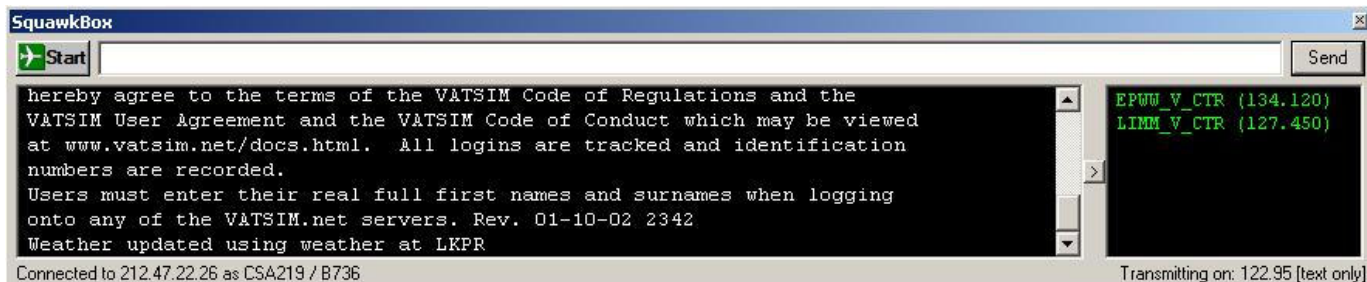 SquawkBox
Start
Send
hereby agree to the terms of the VATSIM Code of Regulations and the
VATSIM User Agreement and the VATSIM Code of Conduct which may be viewed
at www.vatsim.net/docs.html.  All logins are tracked and identification
numbers are recorded.
Users must enter their real full first names and surnames when logging
onto any of the VATSIM.net servers. Rev. 01-10-02 2342
Weather updated using weather at LKPR
>
EPWW_V_CTR (134.120)
LIMM_V_CTR (127.450)
Connected to 212.47.22.26 as CSA219 / B736
Transmitting on: 122.95 [text only]